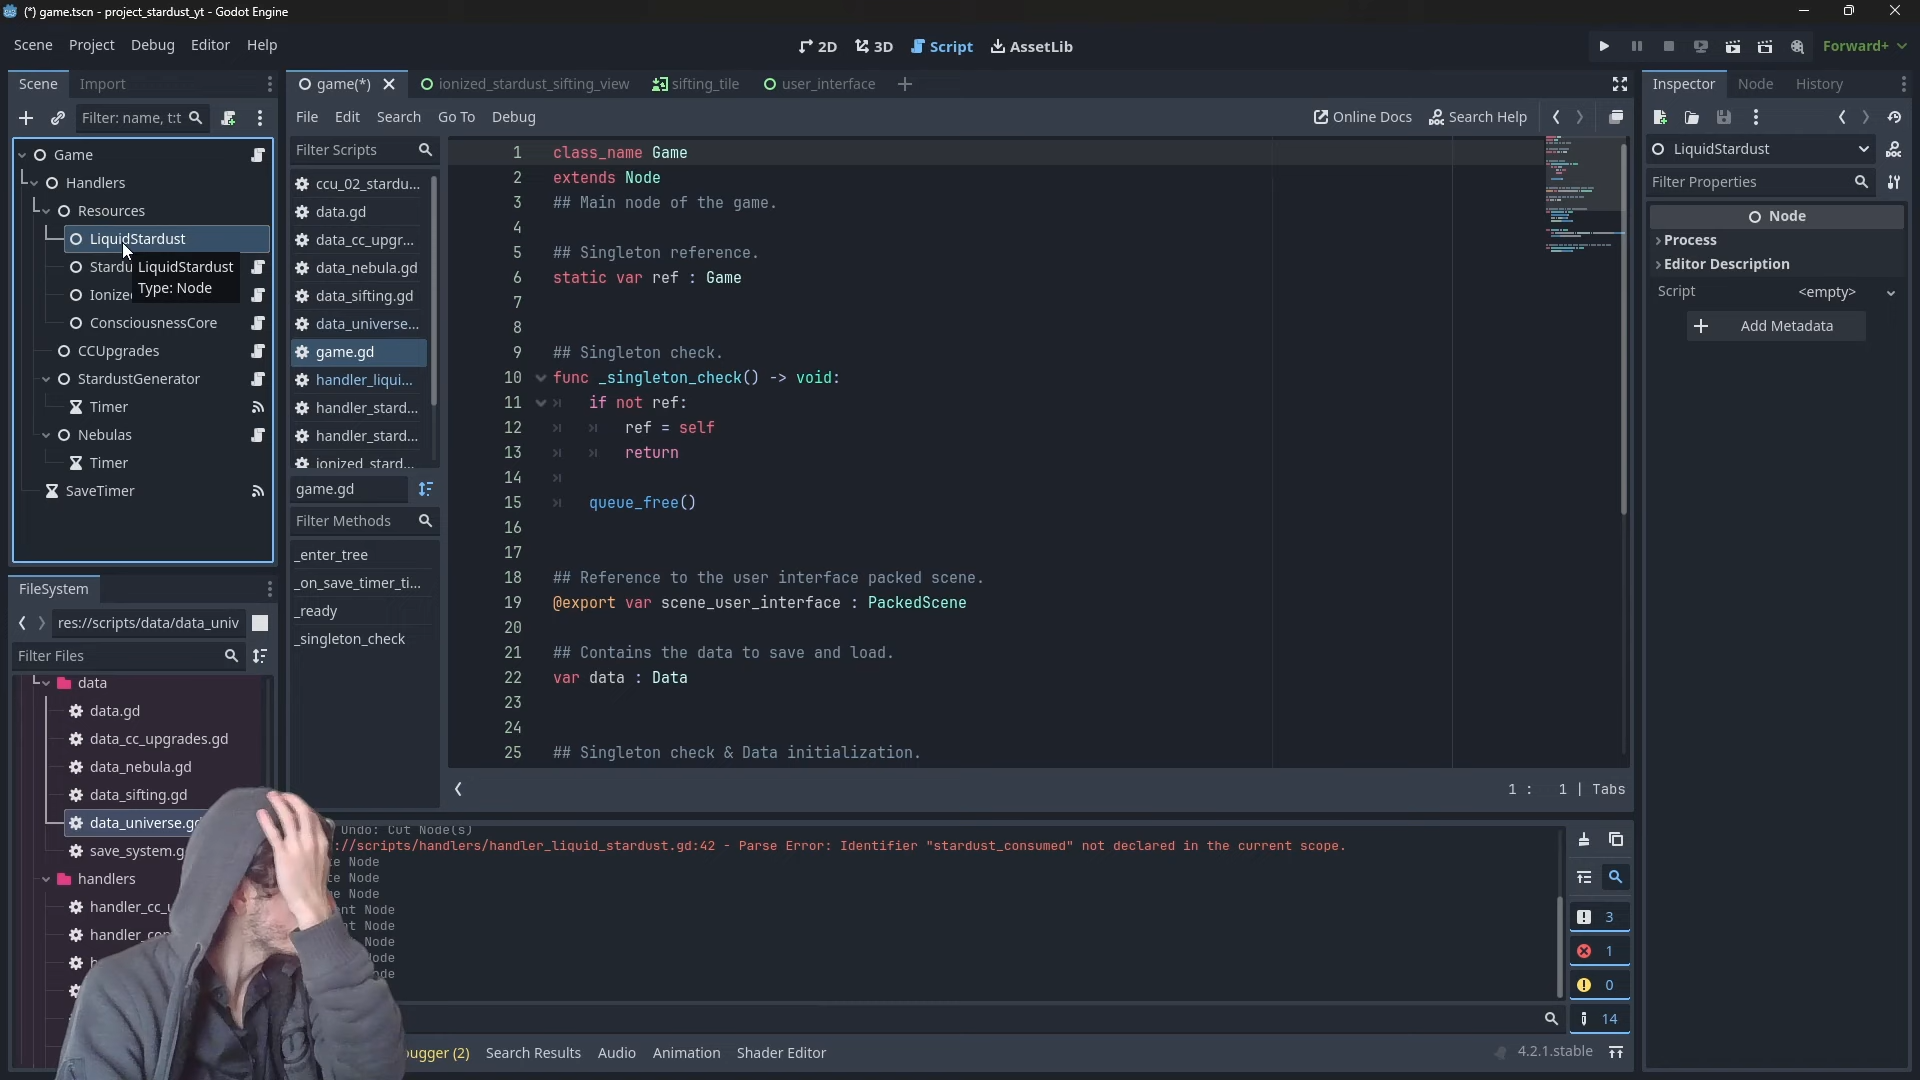 (*) game.tscn - project_stardust_yt - Godot Engine
Scene Project Debug Editor Help
2D 3D Script AssetLib
Forward+
Scene Import
Filter: name, t:t
Game
Handlers
Resources
LiquidStardust
Stardu
LiquidStardust
Type: Node
Ionize
ConsciousnessCore
CCUpgrades
StardustGenerator
Timer
Nebulas
Timer
SaveTimer
FileSystem
res://scripts/data/data_univ
Filter Files
data
data.gd
data_cc_upgrades.gd
data_nebula.gd
data_sifting.gd
data_universe.gd
save_system.g
handlers
handler_cc_u
handler_con
game(*) ionized_stardust_sifting_view sifting_tile user_interface
File Edit Search Go To Debug
Online Docs Search Help
Filter Scripts
ccu_02_stardu...
data.gd
data_cc_upgr...
data_nebula.gd
data_sifting.gd
data_universe...
game.gd
handler_liqui...
handler_stard...
handler_stard...
ionized_stard...
game.gd
Filter Methods
_enter_tree
_on_save_timer_ti...
_ready
_singleton_check
1 class_name Game
2 extends Node
3 ## Main node of the game.
4
5 ## Singleton reference.
6 static var ref : Game
7
8
9 ## Singleton check.
10 func _singleton_check() -> void:
11 if not ref:
12 ref = self
13 return
14
15 queue_free()
16
17
18 ## Reference to the user interface packed scene.
19 @export var scene_user_interface : PackedScene
20
21 ## Contains the data to save and load.
22 var data : Data
23
24
25 ## Singleton check & Data initialization.
1 : 1 | Tabs
Undo: Cut Node(s)
://scripts/handlers/handler_liquid_stardust.gd:42 - Parse Error: Identifier "stardust_consumed" not declared in the current scope.
te Node
te Node
e Node
nt Node
nt Node
Node
ode
de
3
1
0
14
ugger (2) Search Results Audio Animation Shader Editor
4.2.1.stable
Inspector Node History
LiquidStardust
Filter Properties
Node
Process
Editor Description
Script <empty>
Add Metadata